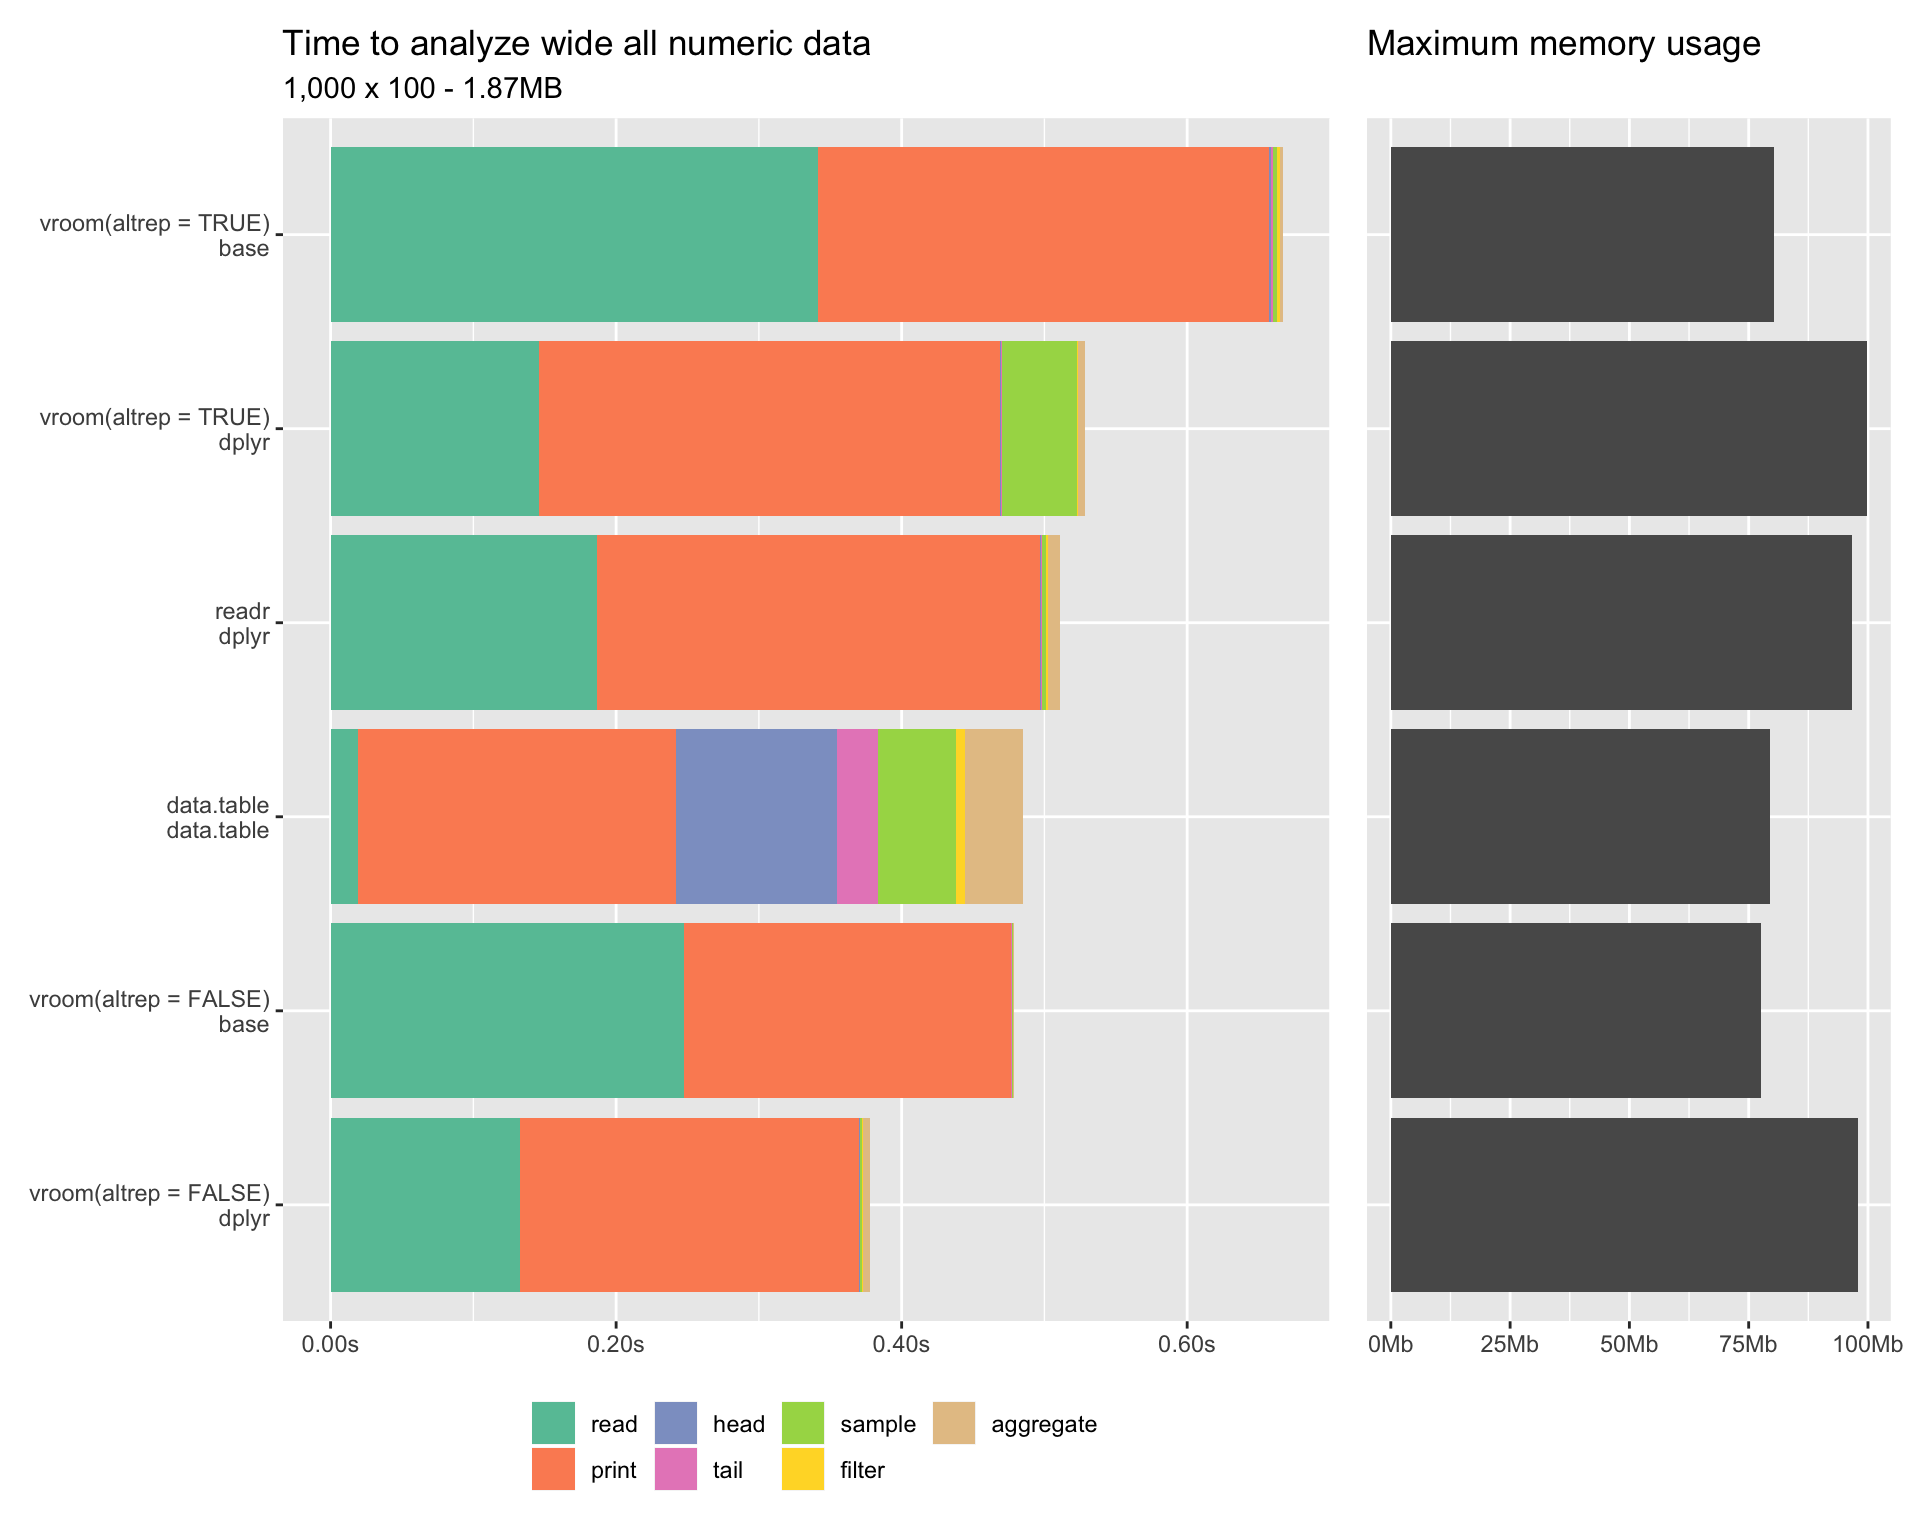 Time to analyze wide all numeric data
1,000 x 100 - 1.87MB
Maximum memory usage
vroom(altrep = TRUE)
base
vroom(altrep = TRUE)
dplyr
readr
dplyr
data.table
data.table
vroom(altrep = FALSE)
base
vroom(altrep = FALSE)
dplyr
0.00s 0.20s 0.40s 0.60s
0Mb 25Mb 50Mb 75Mb 100Mb
read head sample aggregate
print tail filter